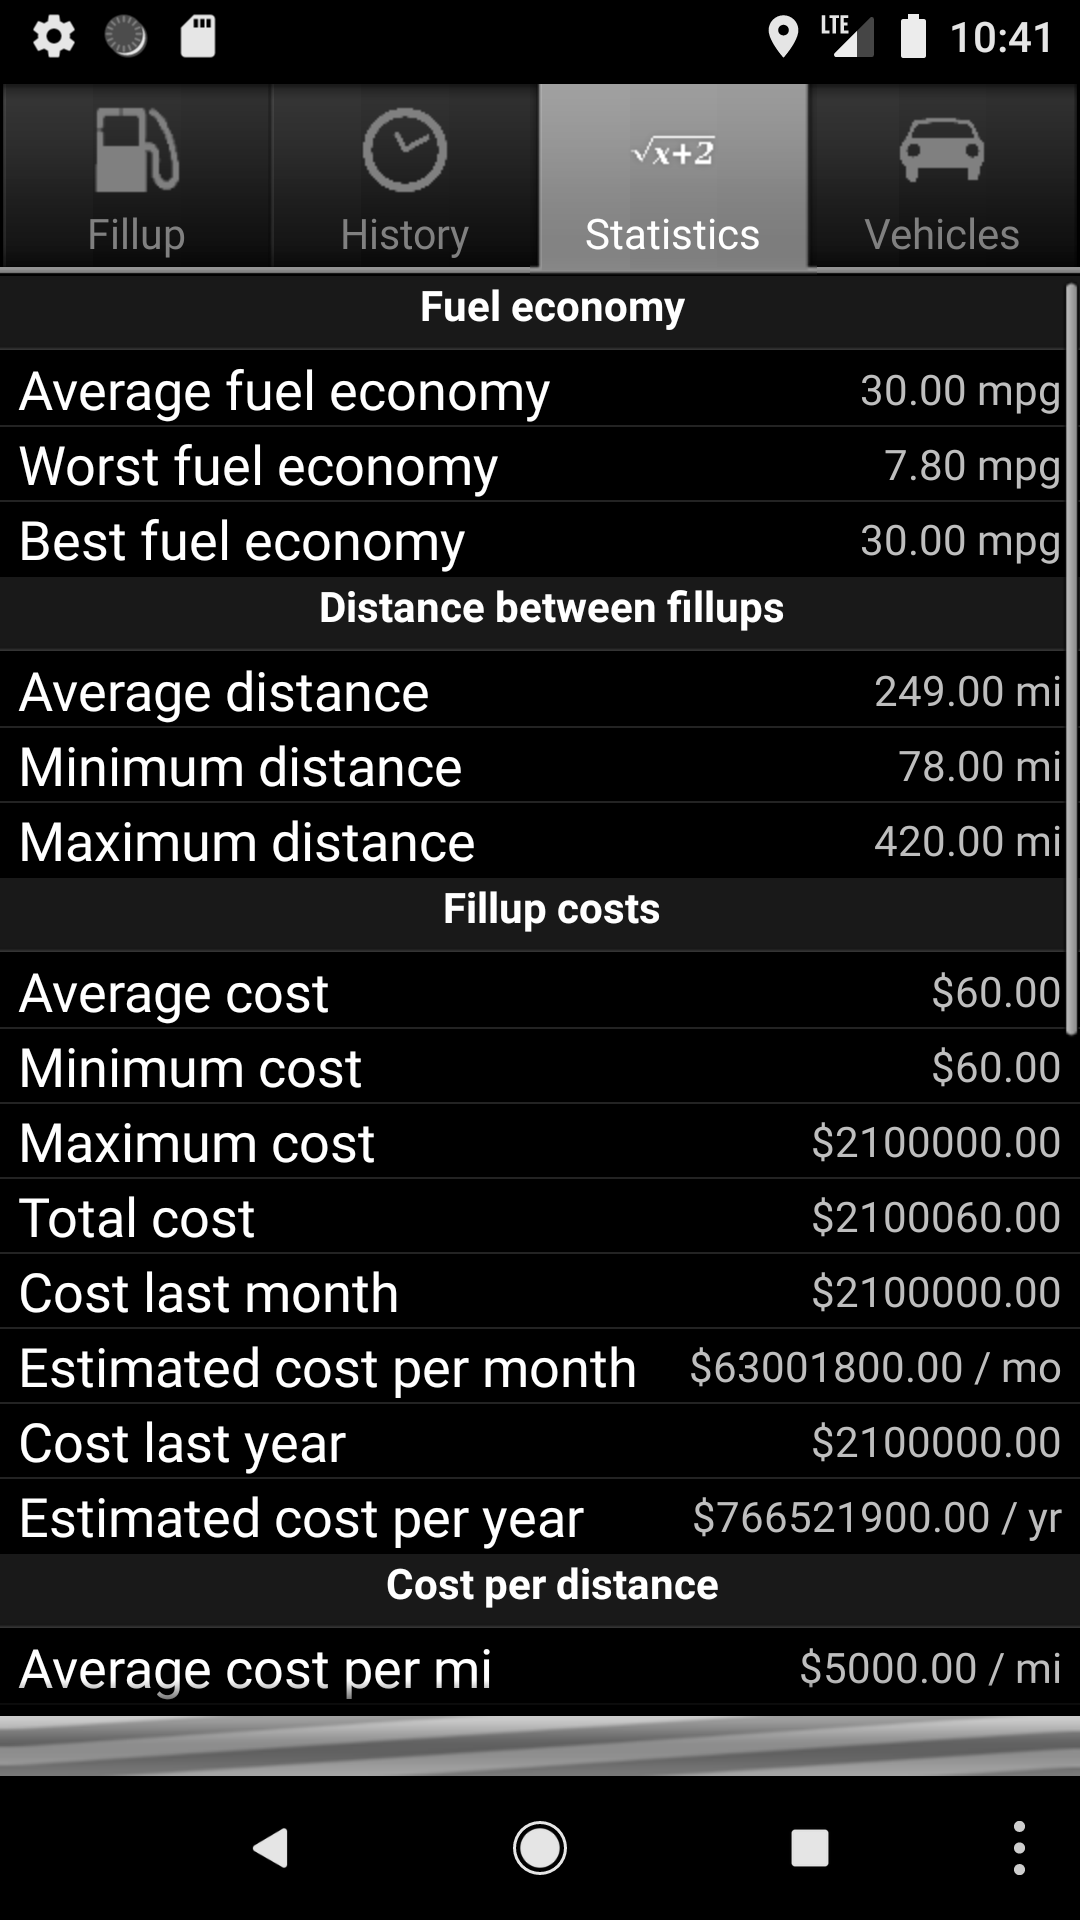 LTE 10:41
√x+2
Fillup History Statistics Vehicles
Fuel economy
Average fuel economy 30.00 mpg
Worst fuel economy 7.80 mpg
Best fuel economy 30.00 mpg
Distance between fillups
Average distance 249.00 mi
Minimum distance 78.00 mi
Maximum distance 420.00 mi
Fillup costs
Average cost $60.00
Minimum cost $60.00
Maximum cost $2100000.00
Total cost $2100060.00
Cost last month $2100000.00
Estimated cost per month $63001800.00 / mo
Cost last year $2100000.00
Estimated cost per year $766521900.00 / yr
Cost per distance
Average cost per mi $5000.00 / mi